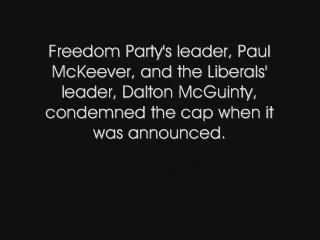 Freedom Party's leader, Paul
McKeever, and the Liberals'
leader, Dalton McGuinty,
condemned the cap when it
was announced.